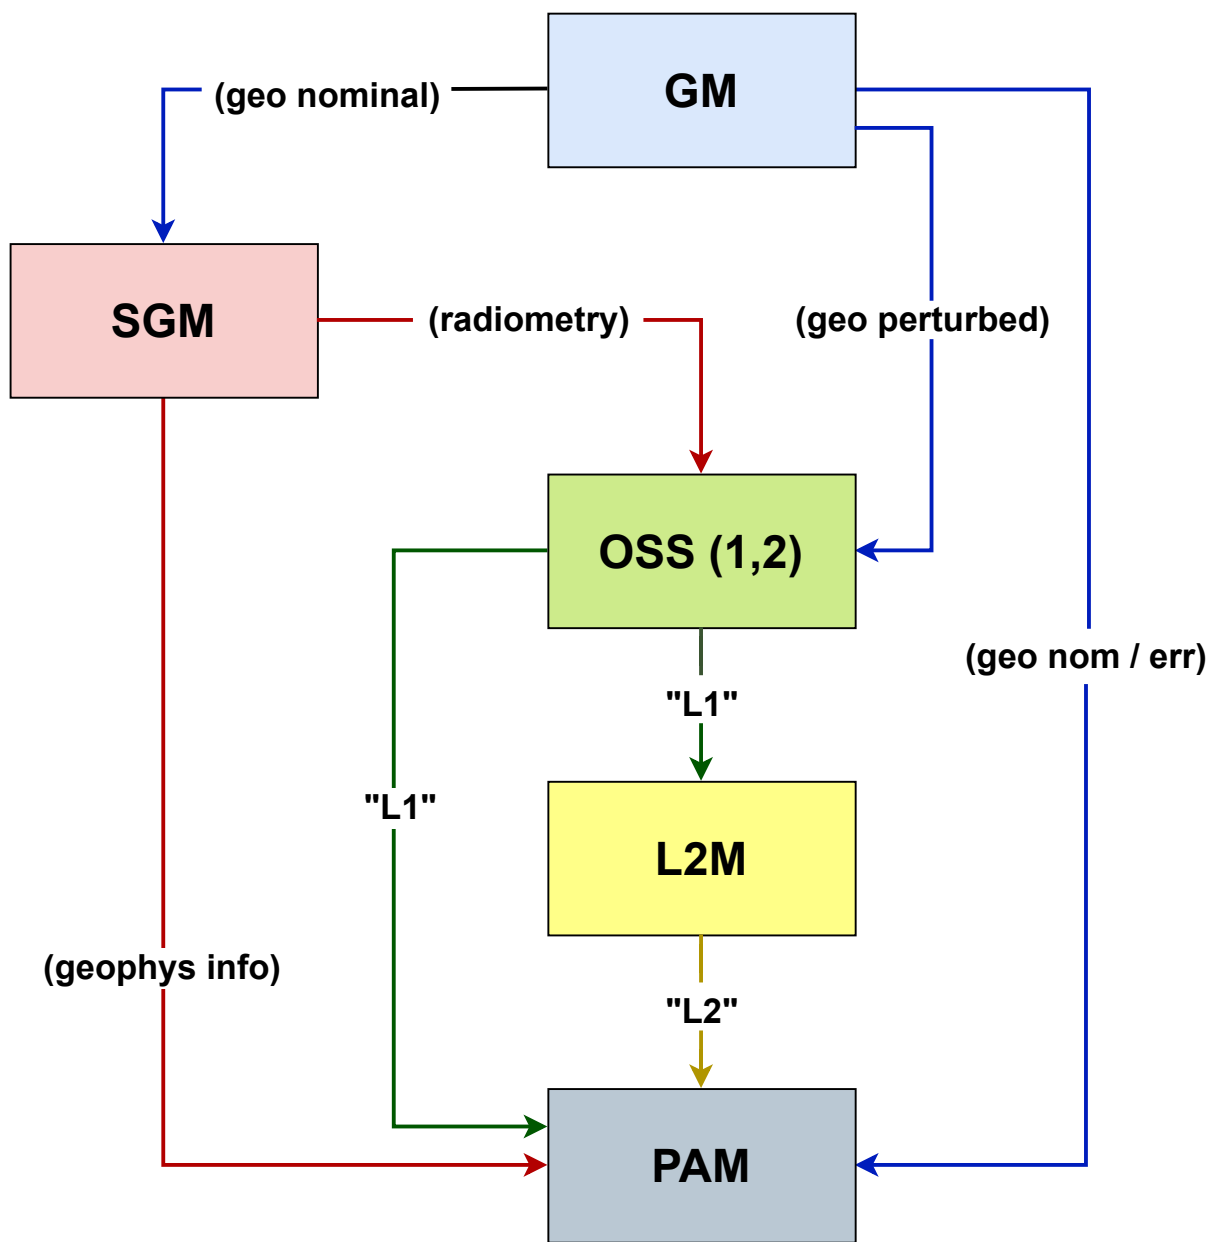 GM
(geo nominal)
SGM
(radiometry)
(geo perturbed)
OSS (1,2)
(geo nom / err)
"L1"
"L1"
L2M
(geophys info)
"L2"
PAM